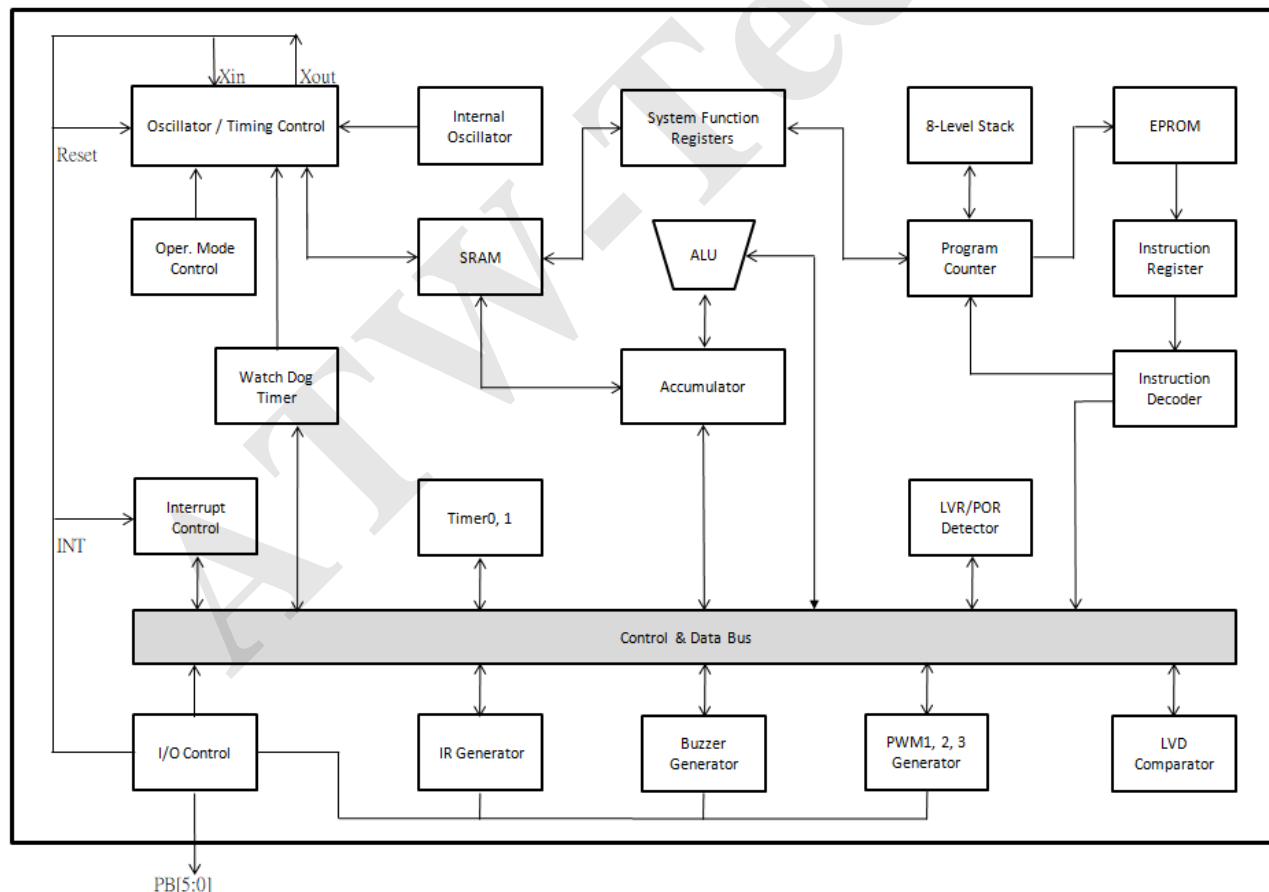 Xin
Xout
Oscillator / Timing Control
Internal
Oscillator
System Function
Registers
8-Level Stack
EPROM
Reset
Oper. Mode
Control
SRAM
ALU
Program
Counter
Instruction
Register
Watch Dog
Timer
Accumulator
Instruction
Decoder
Interrupt
Control
Timer0, 1
LVR/POR
Detector
INT
Control & Data Bus
I/O Control
IR Generator
Buzzer
Generator
PWM1, 2, 3
Generator
LVD
Comparator
PB[5:0]